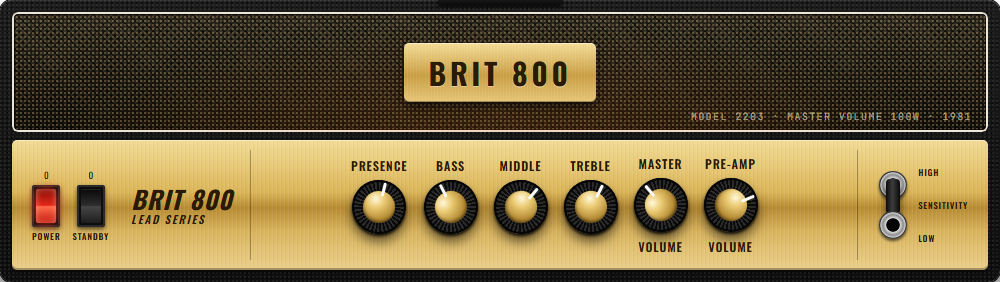 BRIT 800
MODEL 2203 · MASTER VOLUME 100W · 1981
0
POWER
0
STANDBY
BRIT 800
LEAD SERIES
PRESENCE
BASS
MIDDLE
TREBLE
MASTER
VOLUME
PRE-AMP
VOLUME
HIGH
SENSITIVITY
LOW